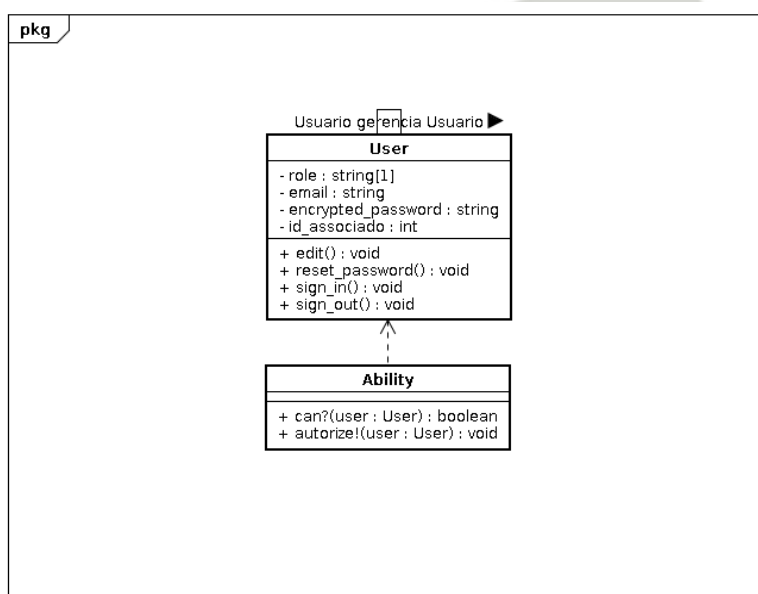 pkg
Usuario gerencia Usuario
User
- role : string[1]
- email : string
- encrypted_password : string
- id_associado : int
+ edit() : void
+ reset_password() : void
+ sign_in() : void
+ sign_out() : void
Ability
+ can?(user : User) : boolean
+ autorize!(user : User) : void